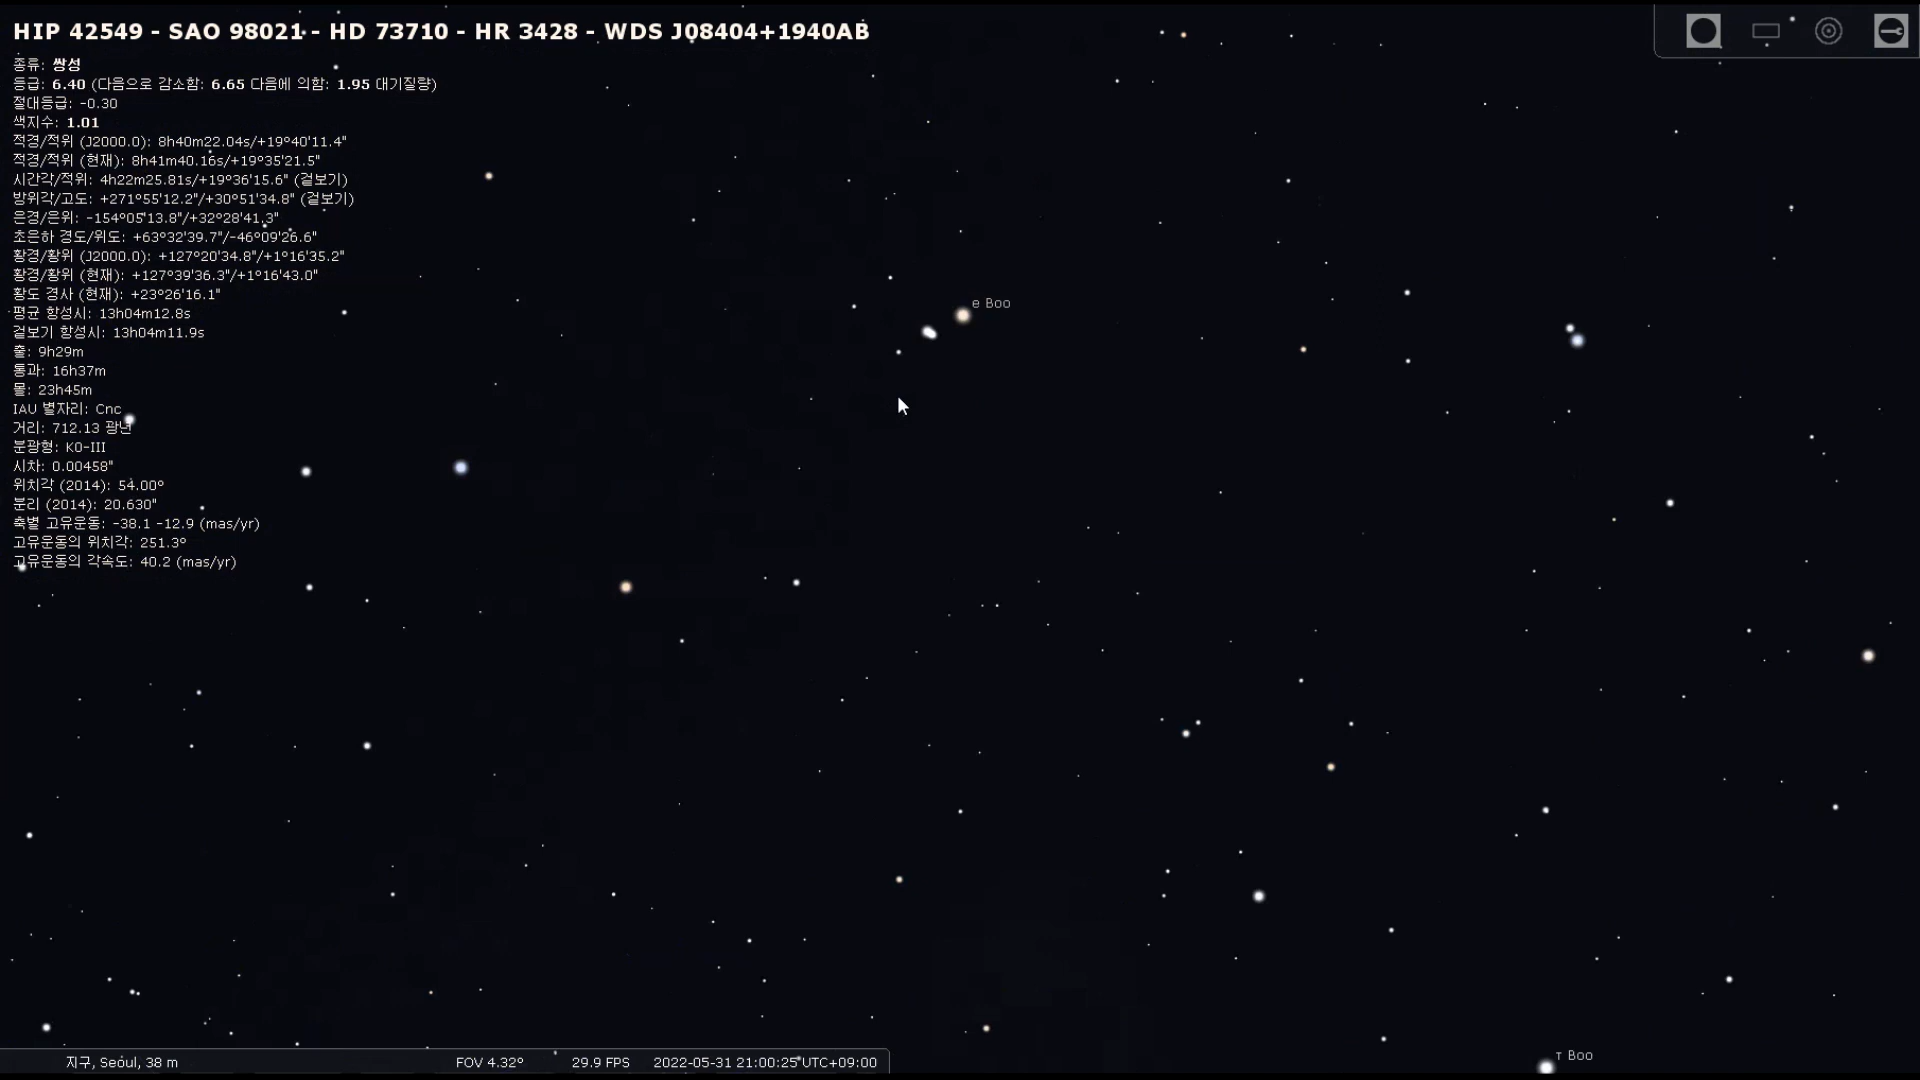 HIP 42549 - SAO 98021 - HD 73710 - HR 3428 - WDS J08404+1940AB
종류: 쌍성
등급: 6.40 (다음으로 감소함: 6.65 다음에 의함: 1.95 대기질량)
절대등급: -0.30
색지수: 1.01
적경/적위 (J2000.0): 8h40m22.04s/+19°40'11.4"
적경/적위 (현재): 8h41m40.16s/+19°35'21.5"
시간각/적위: 4h22m25.81s/+19°36'15.6" (겉보기)
방위각/고도: +271°55'12.2"/+30°51'34.8" (겉보기)
은경/은위: -154°05'13.8"/+32°28'41.3"
초은하 경도/위도: +63°32'39.7"/-46°09'26.6"
황경/황위 (J2000.0): +127°20'34.8"/+1°16'35.2"
황경/황위 (현재): +127°39'36.3"/+1°16'43.0"
황도 경사 (현재): +23°26'16.1"
평균 항성시: 13h04m12.8s
겉보기 항성시: 13h04m11.9s
출: 9h29m
통과: 16h37m
몰: 23h45m
IAU 별자리: Cnc
거리: 712.13 광년
분광형: K0-III
시차: 0.00458"
위치각 (2014): 54.00°
분리 (2014): 20.630"
축별 고유운동: -38.1 -12.9 (mas/yr)
고유운동의 위치각: 251.3°
고유운동의 각속도: 40.2 (mas/yr)
e Boo
τ Boo
지구, Seoul, 38 m FOV 4.32° 29.9 FPS 2022-05-31 21:00:25 UTC+09:00